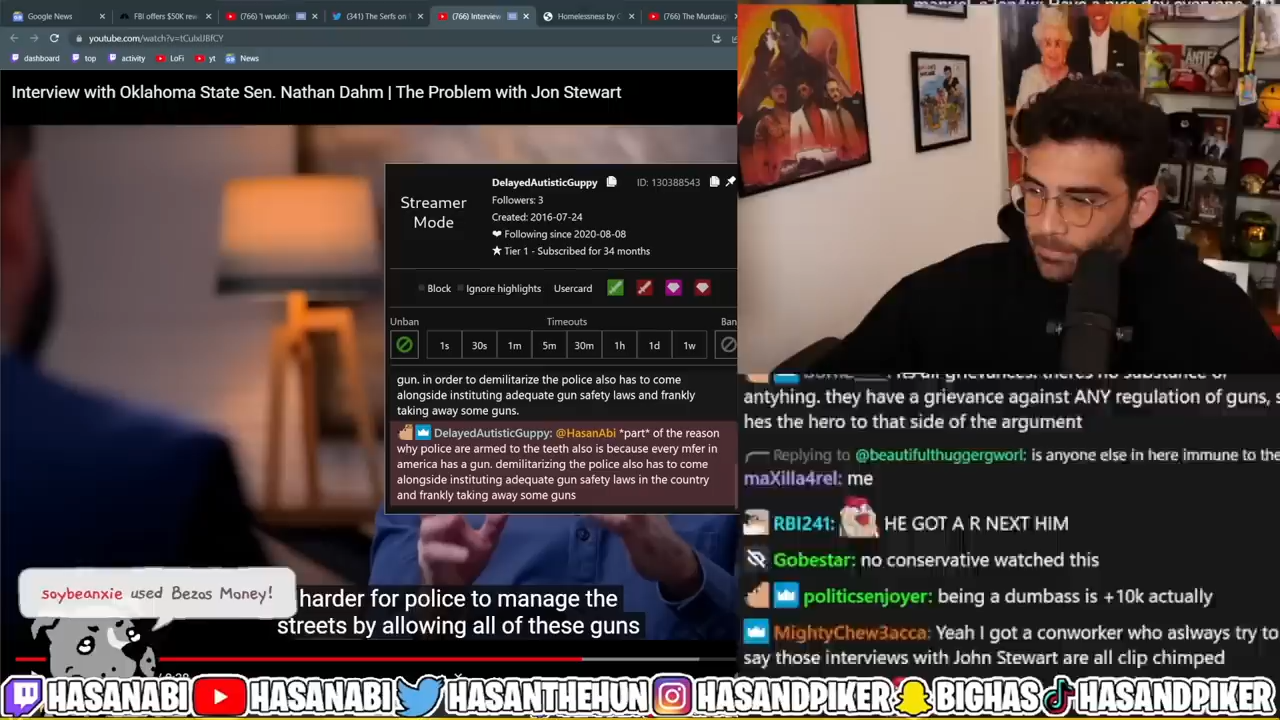 Google News
FBI offers $50K rew
(766) 'I wouldn
(341) The Serfs on
(766) Interview
Homelessness by C
(766) The Murdaug
youtube.com/watch?v=tCuIxIJBfCY
dashboard
top
activity
LoFi
yt
News
Interview with Oklahoma State Sen. Nathan Dahm | The Problem with Jon Stewart
Streamer
Mode
DelayedAutisticGuppy
ID: 130388543
Followers: 3
Created: 2016-07-24
Following since 2020-08-08
Tier 1 - Subscribed for 34 months
Block
Ignore highlights
Usercard
Unban
Timeouts
Ban
1s
30s
1m
5m
30m
1h
1d
1w
gun. in order to demilitarize the police also has to come
alongside instituting adequate gun safety laws and frankly
taking away some guns.
DelayedAutisticGuppy: @HasanAbi *part* of the reason
why police are armed to the teeth also is because every mfer in
america has a gun. demilitarizing the police also has to come
alongside instituting adequate gun safety laws in the country
and frankly taking away some guns
harder for police to manage the
streets by allowing all of these guns
soybeanxie used Bezos Money!
antyhing. they have a grievance against ANY regulation of guns, s
hes the hero to that side of the argument
Replying to @beautifulthuggergworl: is anyone else in here immune to the
maXilla4rel: me
RBI241: HE GOT A R NEXT HIM
Gobestar: no conservative watched this
politicsenjoyer: being a dumbass is +10k actually
MightyChew3acca: Yeah I got a conworker who aslways try to
say those interviews with John Stewart are all clip chimped
HASANABI
HASANABI
HASANTHEHUN
HASANDPIKER
BIGHAS
HASANDPIKER